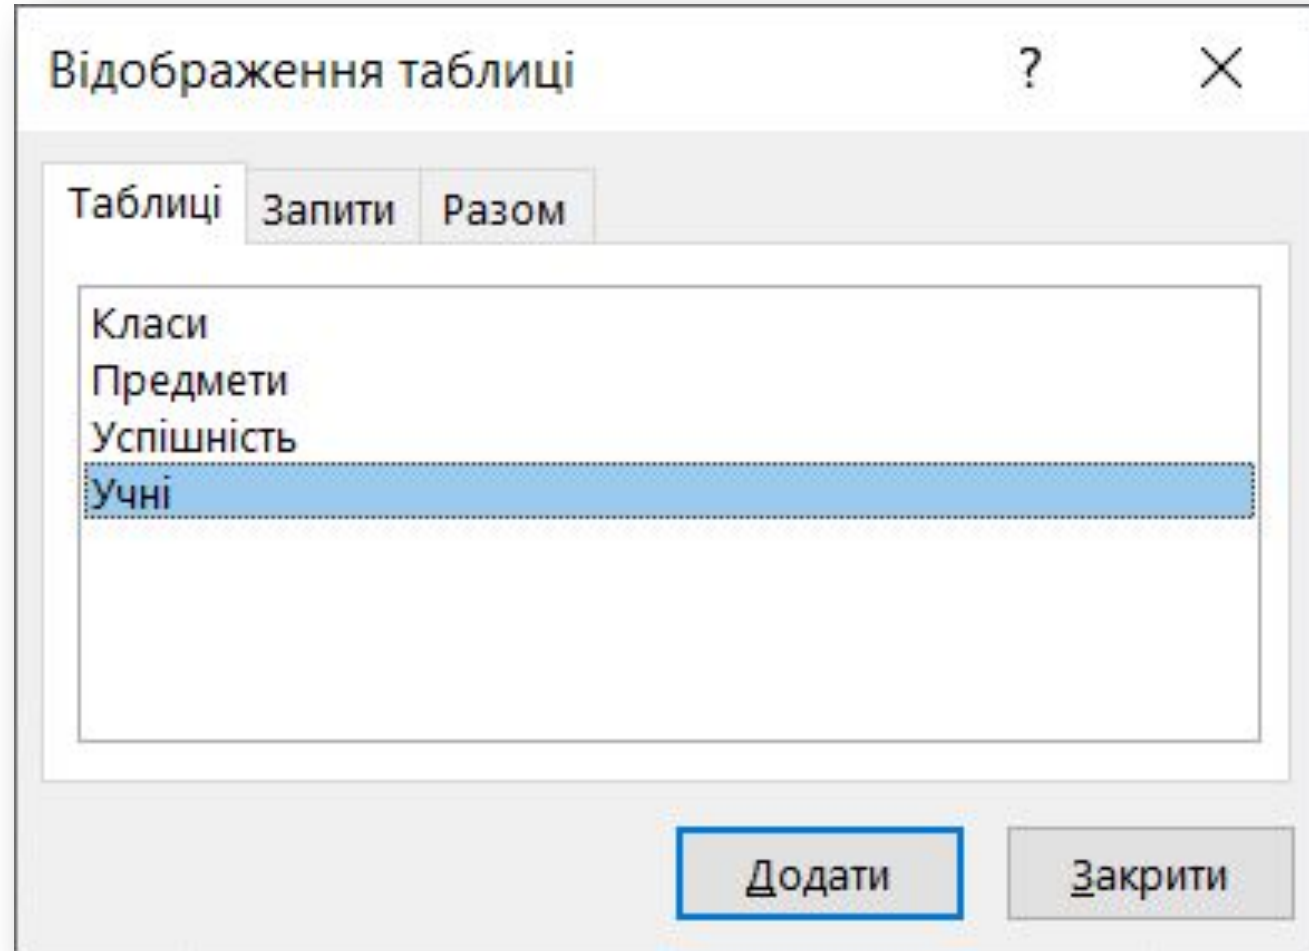 Відображення таблиці ?
Таблиці Запити Разом
Класи
Предмети
Успішність
Учні
Додати Закрити